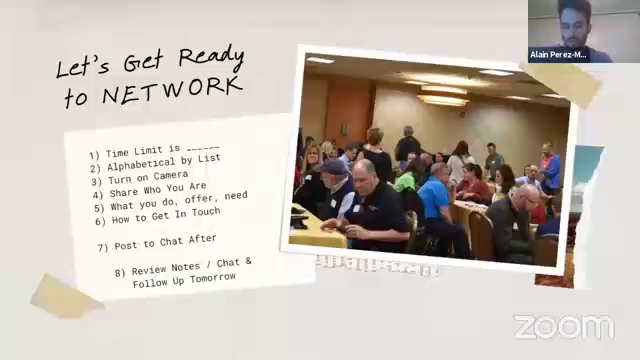 Let's Get Ready
to NETWORK
1) Time Limit is ______
2) Alphabetical by List
3) Turn on Camera
4) Share Who You Are
5) What you do, offer, need
6) How to Get In Touch
7) Post to Chat After
8) Review Notes / Chat &
Follow Up Tomorrow
Alain Perez-M...
zoom